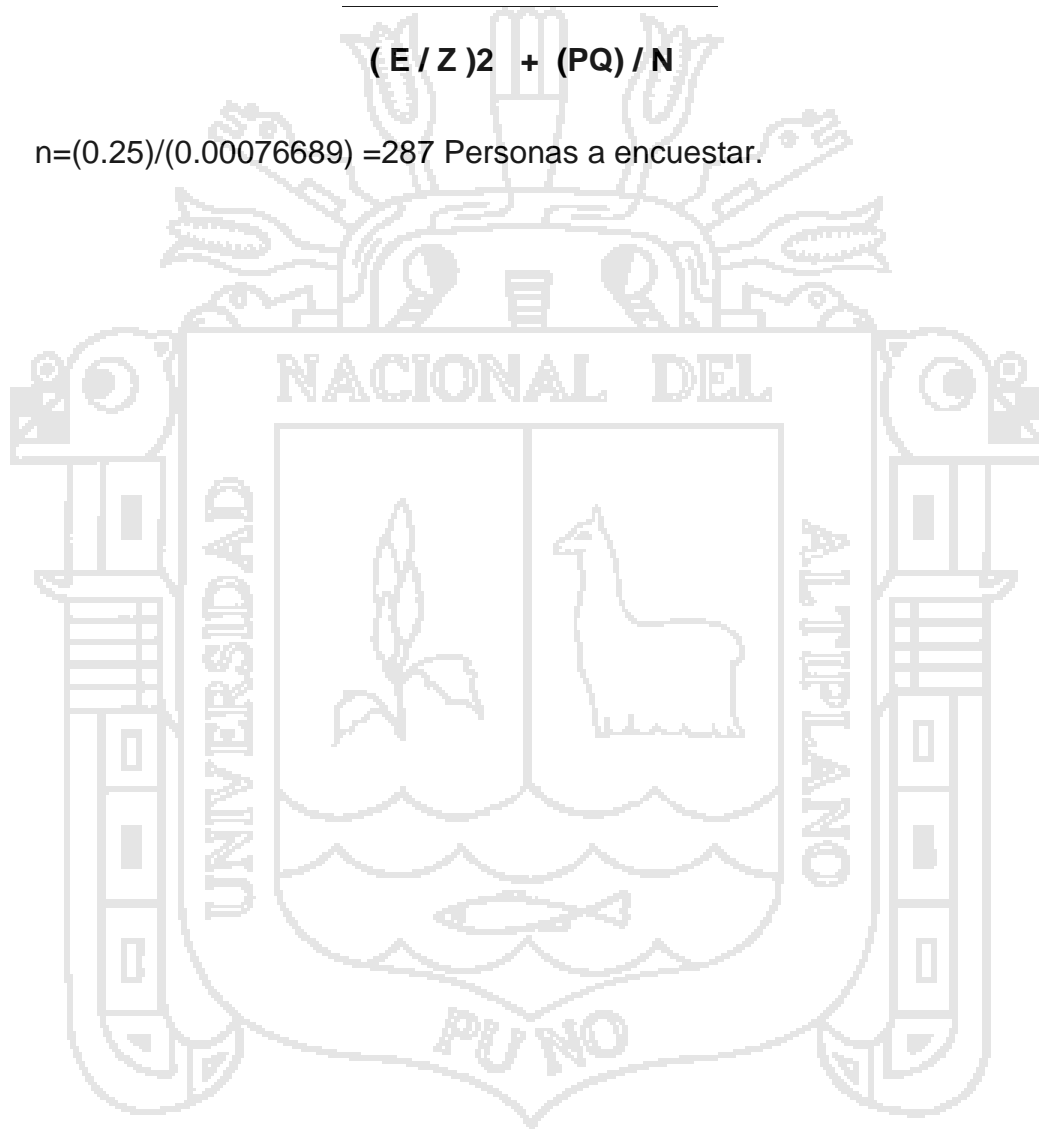 ( E / Z )2 + (PQ) / N
n=(0.25)/(0.00076689) =287 Personas a encuestar.
NACIONAL DEL
UNIVERSIDAD
ALTIPLANO
PUNO